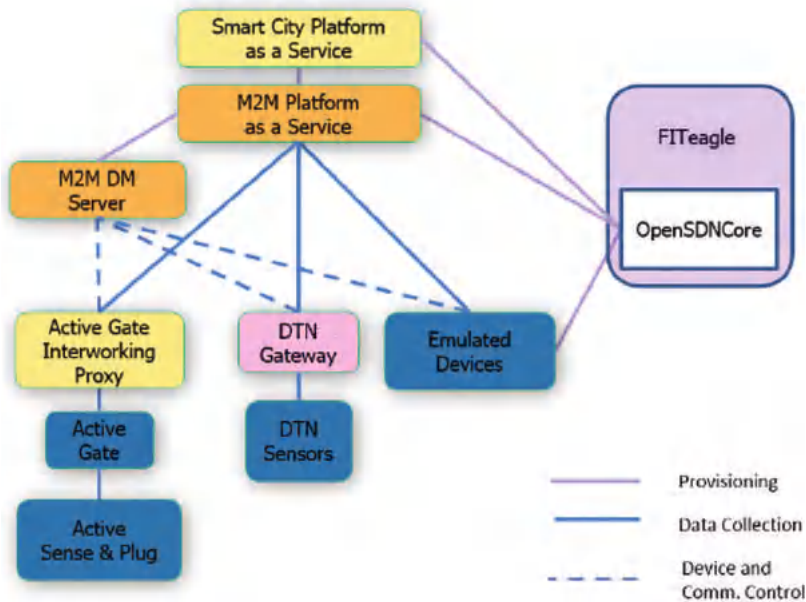 Smart City Platform
as a Service
M2M Platform
as a Service
FITeagle
M2M DM
Server
OpenSDNCore
Active Gate
Interworking
Proxy
DTN
Gateway
Emulated
Devices
Active
Gate
DTN
Sensors
Active
Sense & Plug
Provisioning
Data Collection
Device and
Comm. Control